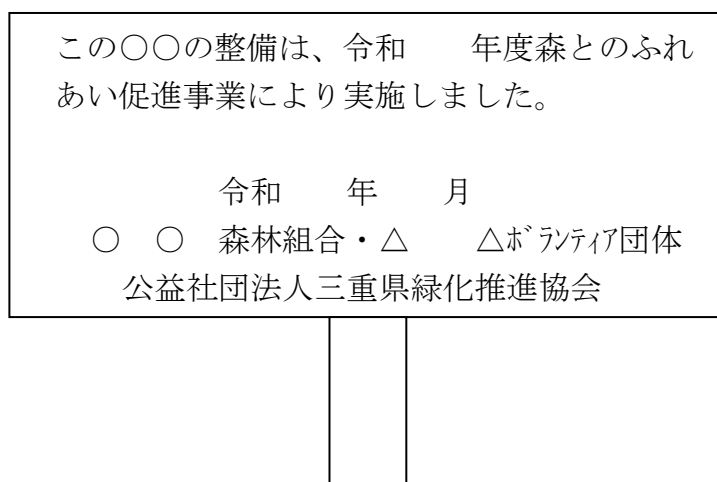 この○○の整備は、令和　　年度森とのふれ
あい促進事業により実施しました。
令和　　年　　月
○　○　森林組合・△　　△ﾎﾞﾗﾝﾃｨｱ団体
公益社団法人三重県緑化推進協会